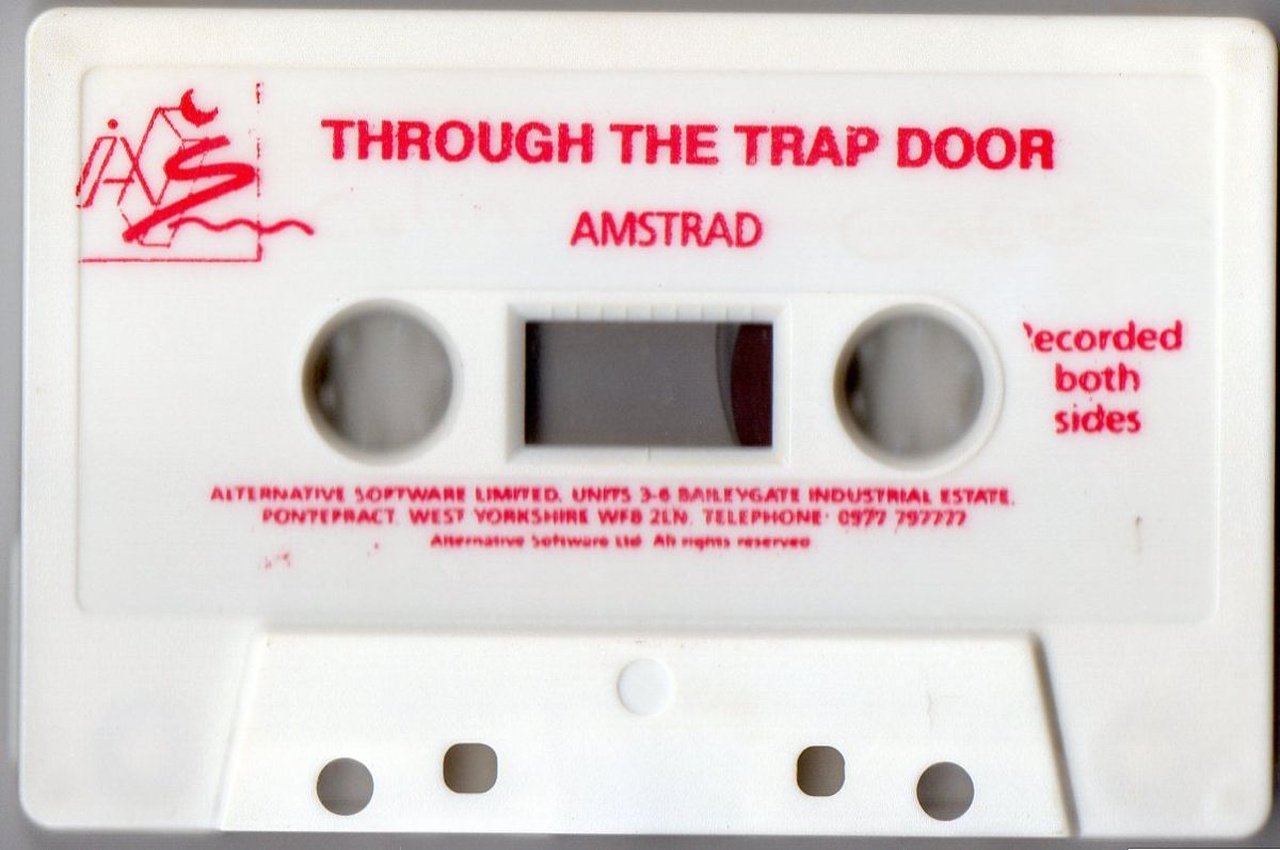 THROUGH THE TRAP DOOR
AMSTRAD
Recorded
both
sides
ALTERNATIVE SOFTWARE LIMITED. UNITS 3-6 BAILEYGATE INDUSTRIAL ESTATE.
PONTEFRACT. WEST YORKSHIRE WF8 2LN. TELEPHONE: 0977 797777
Alternative Software Ltd. All rights reserved